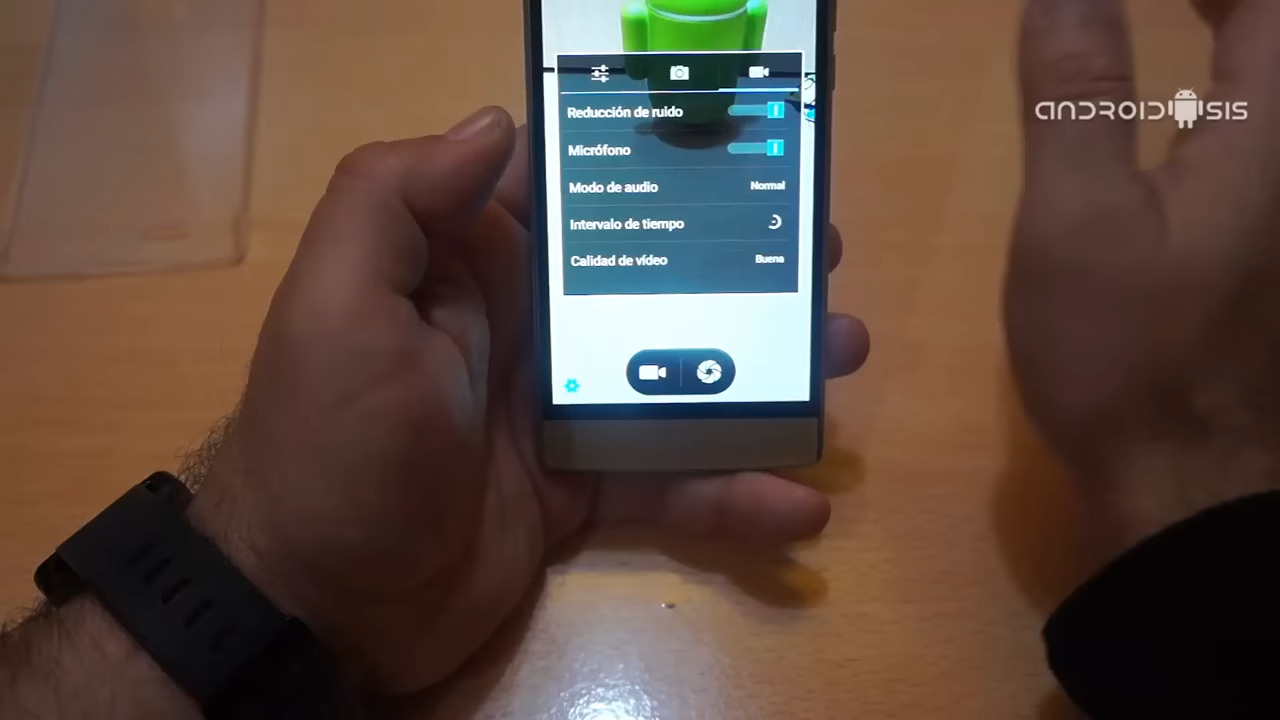 Reducción de ruido
Micrófono
Modo de audio Normal
Intervalo de tiempo
Calidad de vídeo Buena
ANDROIDSIS